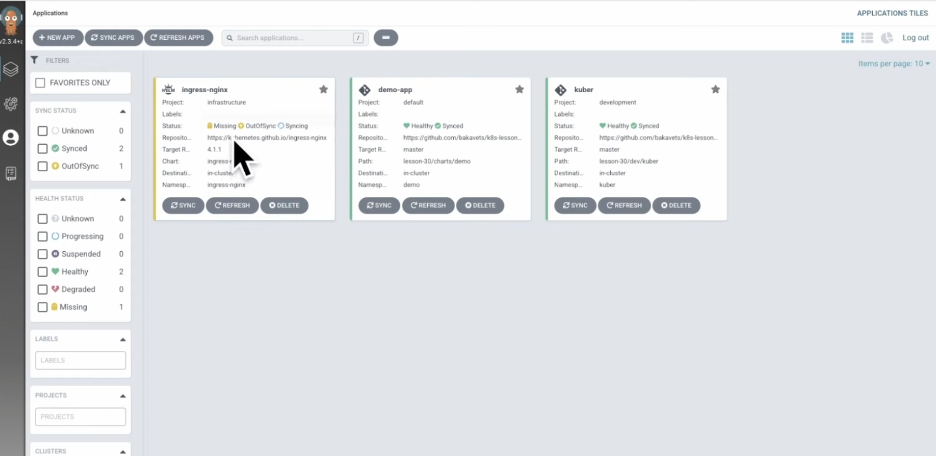 Applications
APPLICATIONS TILES
NEW APP
SYNC APPS
REFRESH APPS
Search applications...
/
Log out
v2.3.4+
FILTERS
Items per page: 10
FAVORITES ONLY
SYNC STATUS
Unknown 0
Synced 2
OutOfSync 1
HEALTH STATUS
Unknown 0
Progressing 0
Suspended 0
Healthy 2
Degraded 0
Missing 1
LABELS
LABELS
PROJECTS
PROJECTS
CLUSTERS
ingress-nginx
Project: infrastructure
Labels:
Status: Missing OutOfSync Syncing
Reposito... https://k bernetes.github.io/ingress-nginx
Target R... 4.1.1
Chart: ingress-
Destinati... in-cluste
Namesp... ingress-nginx
SYNC REFRESH DELETE
demo-app
Project: default
Labels:
Status: Healthy Synced
Reposito... https://github.com/bakavets/k8s-lesson...
Target R... master
Path: lesson-30/charts/demo
Destinati... in-cluster
Namesp... demo
SYNC REFRESH DELETE
kuber
Project: development
Labels:
Status: Healthy Synced
Reposito... https://github.com/bakavets/k8s-lesson...
Target R... master
Path: lesson-30/dev/kuber
Destinati... in-cluster
Namesp... kuber
SYNC REFRESH DELETE